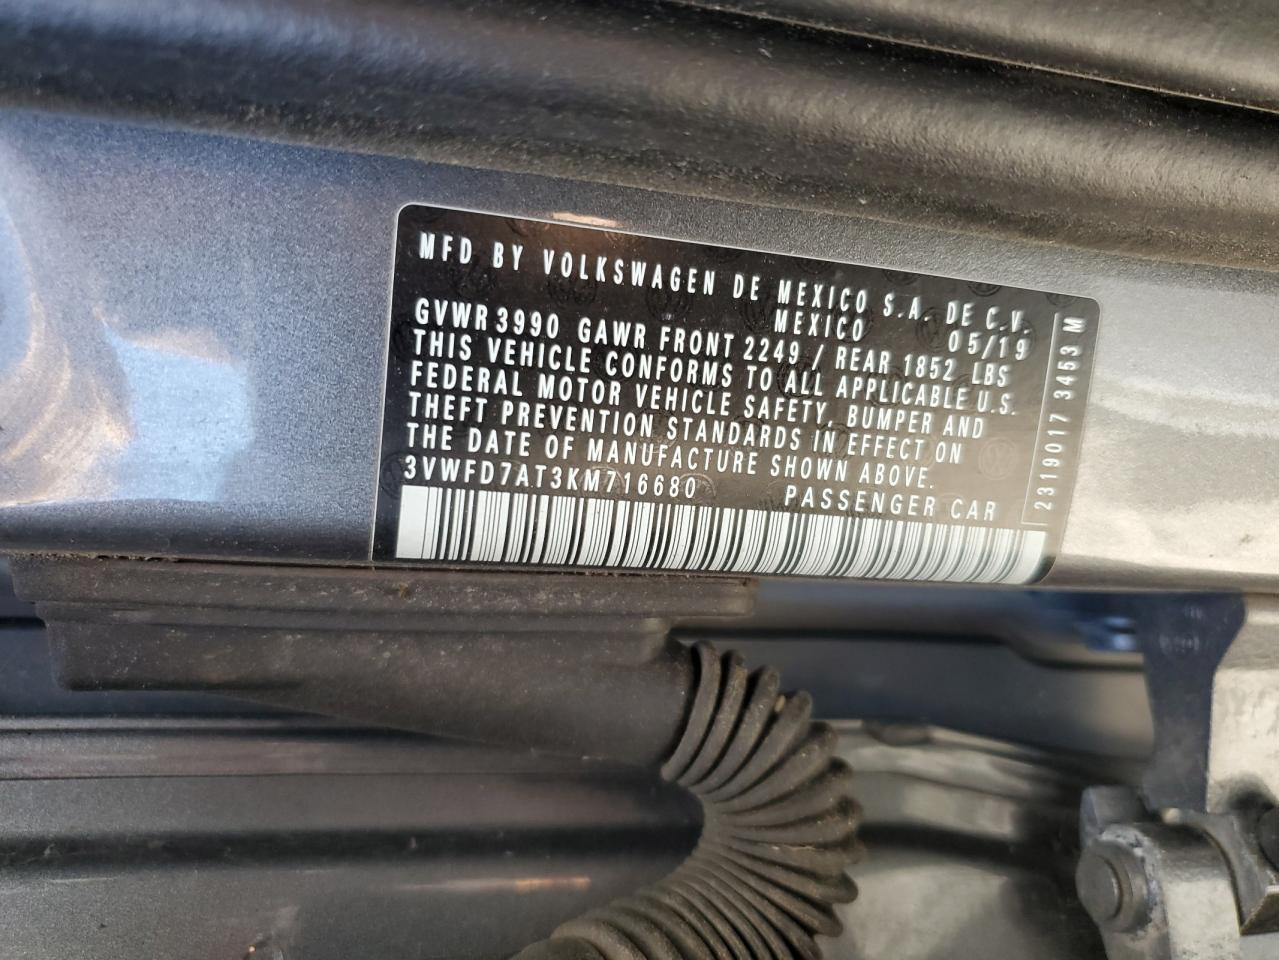 MFD BY VOLKSWAGEN DE MEXICO S.A. DE C.V.
MEXICO 05/19
GVWR 3990 GAWR FRONT 2249 / REAR 1852 LBS
THIS VEHICLE CONFORMS TO ALL APPLICABLE U.S.
FEDERAL MOTOR VEHICLE SAFETY, BUMPER AND
THEFT PREVENTION STANDARDS IN EFFECT ON
THE DATE OF MANUFACTURE SHOWN ABOVE.
3VWFD7AT3KM716680 PASSENGER CAR
2319017 3453 M